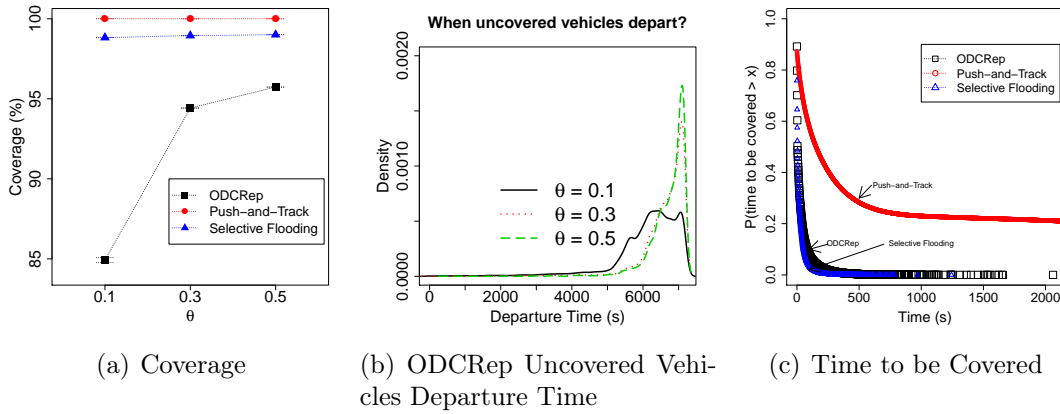 100
95
90
85
Coverage (%)
0.1
0.3
0.5
θ
ODCRep
Push-and-Track
Selective Flooding
(a) Coverage
When uncovered vehicles depart?
0.0020
0.0010
0.0000
Density
θ = 0.1
θ = 0.3
θ = 0.5
0
2000
4000
6000
Departure Time (s)
(b) ODCRep Uncovered Vehi-
cles Departure Time
1.0
0.8
0.6
0.4
0.2
0.0
P(time to be covered > x)
ODCRep
Push−and−Track
Selective Flooding
Push−and−Track
ODCRep
Selective Flooding
0
500
1000
1500
2000
Time (s)
(c) Time to be Covered